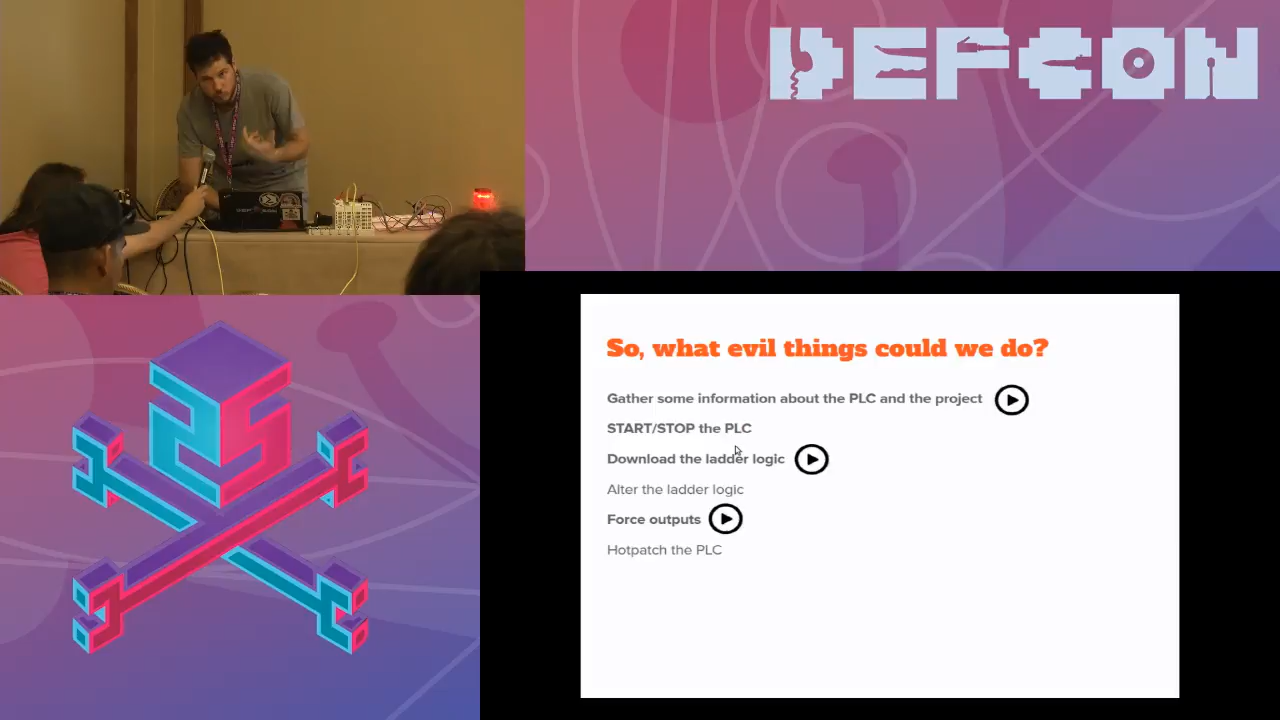 DEFCON
So, what evil things could we do?
Gather some information about the PLC and the project
START/STOP the PLC
Download the ladder logic
Alter the ladder logic
Force outputs
Hotpatch the PLC